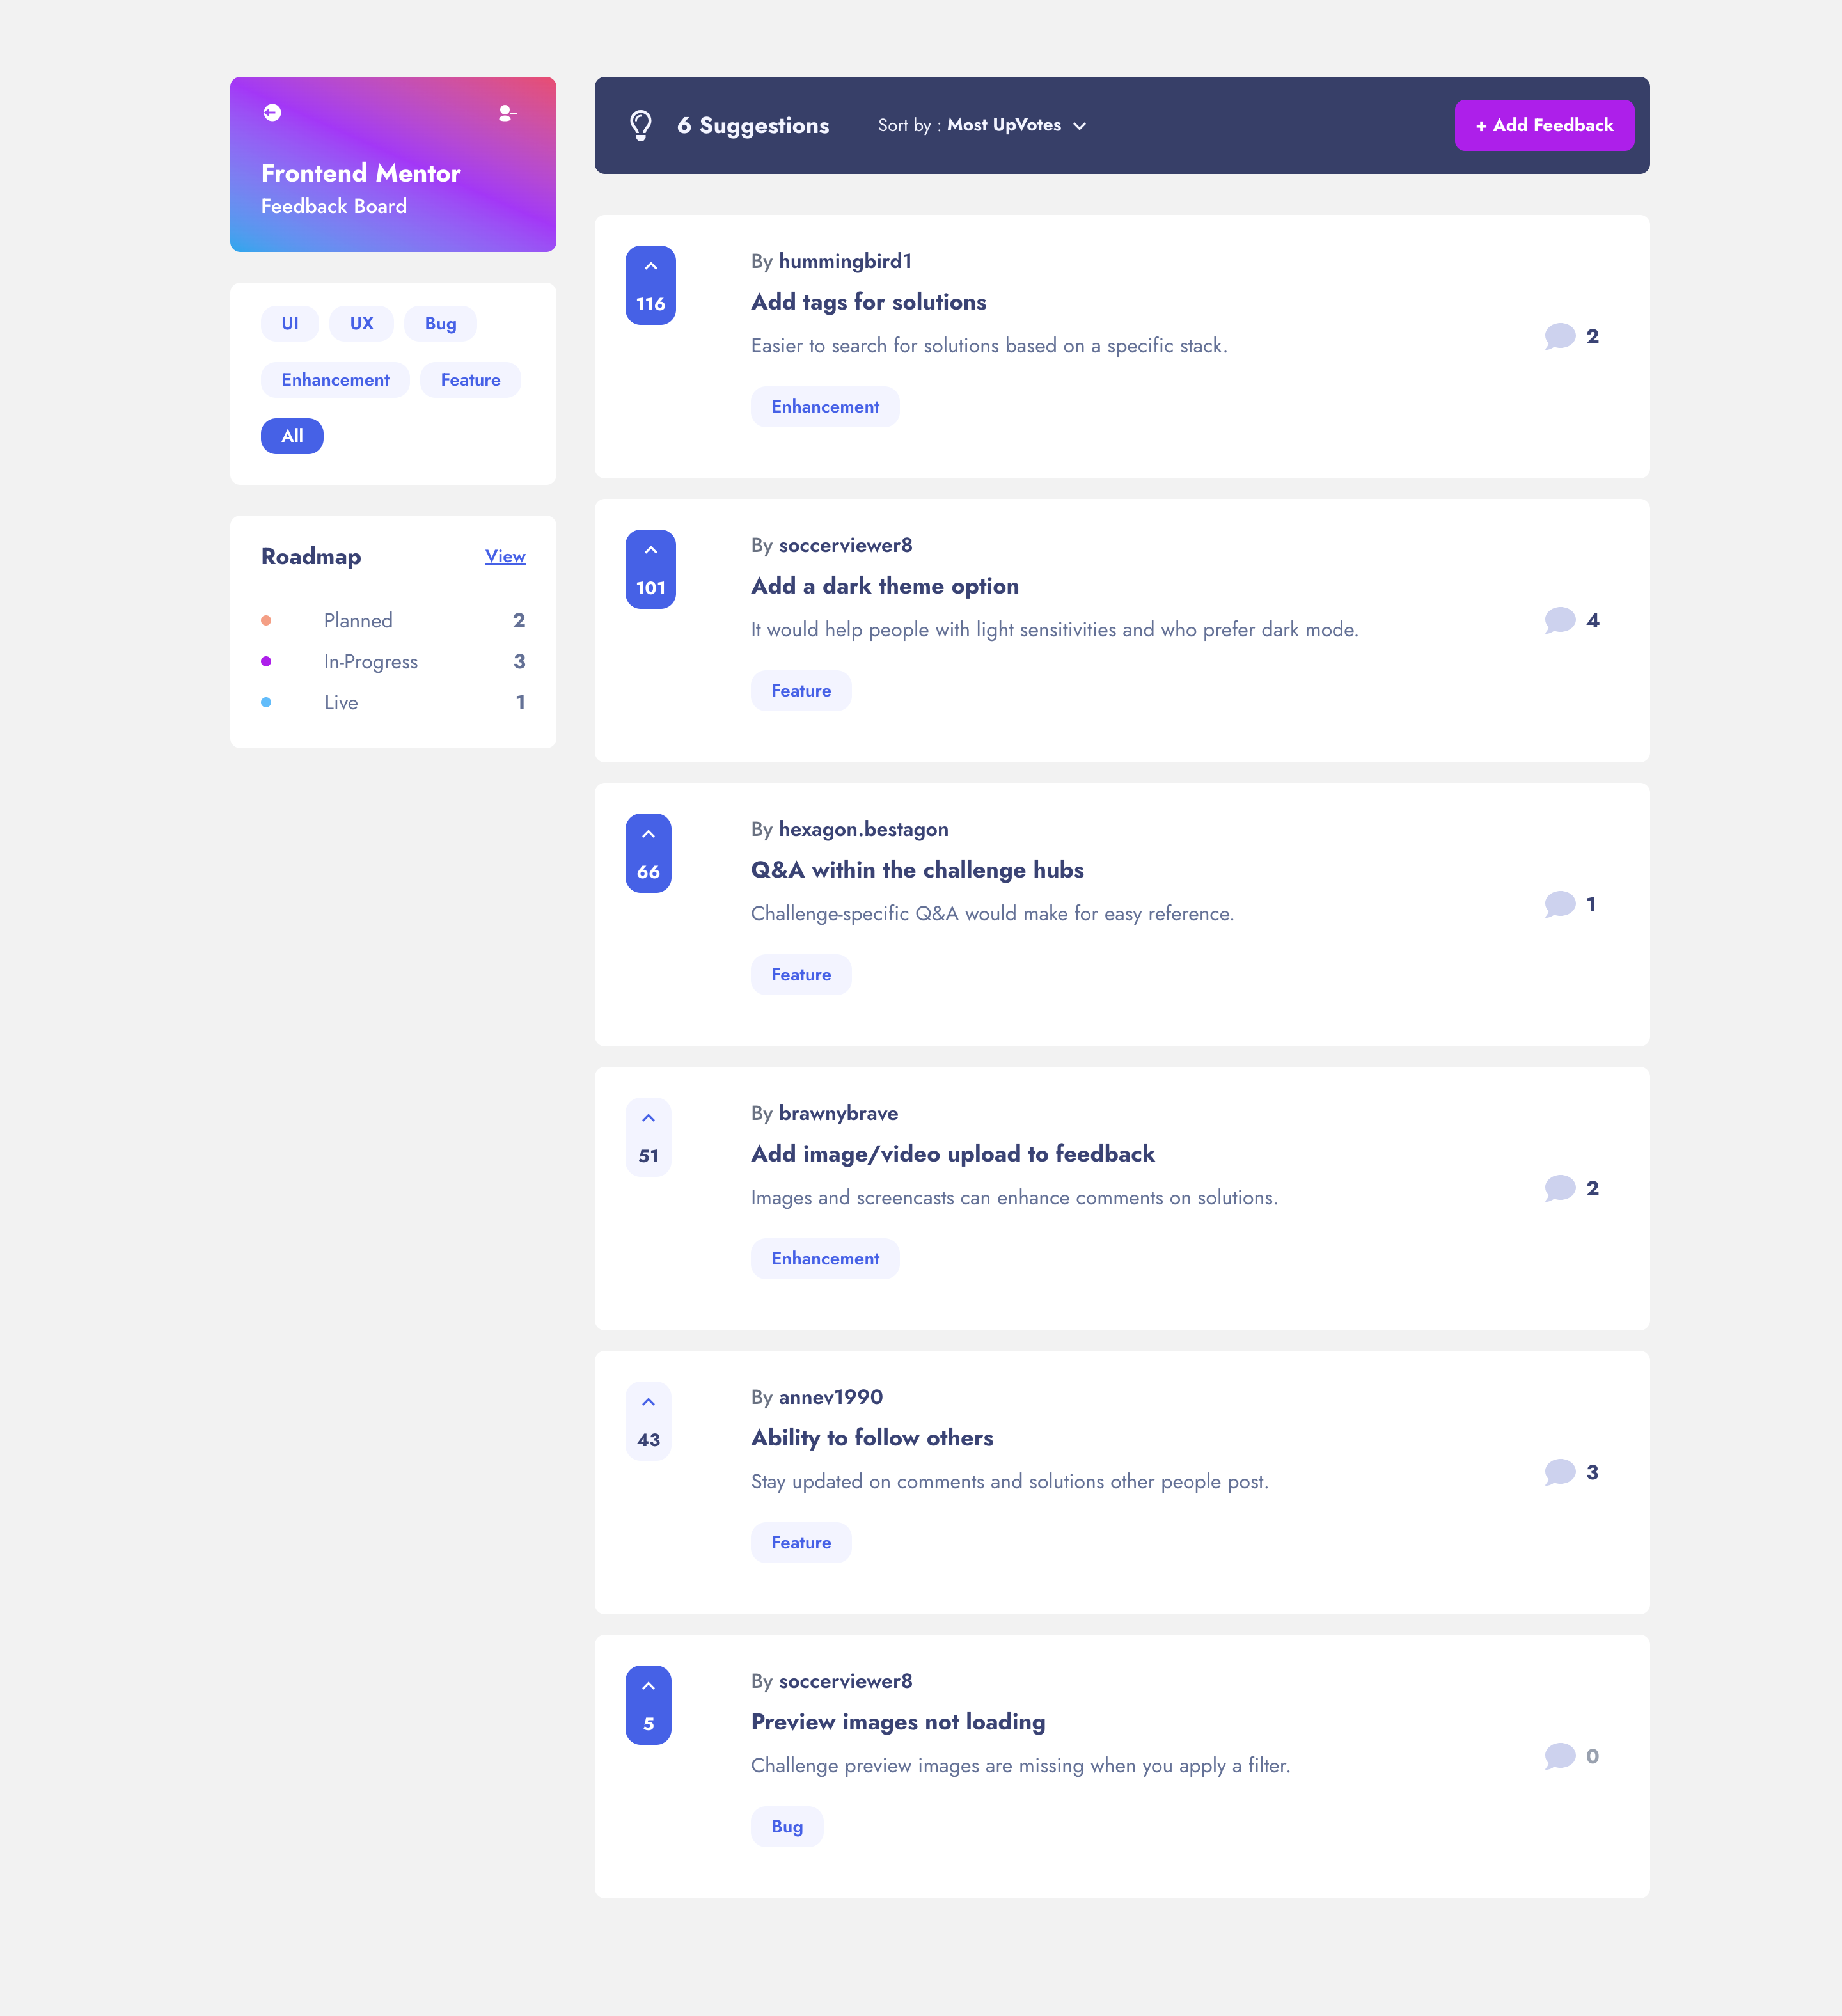 Frontend Mentor
Feedback Board
UI UX Bug
Enhancement Feature
All
Roadmap View
Planned 2
In-Progress 3
Live 1
6 Suggestions Sort by : Most UpVotes + Add Feedback
116
By hummingbird1
Add tags for solutions
Easier to search for solutions based on a specific stack.
Enhancement
2
101
By soccerviewer8
Add a dark theme option
It would help people with light sensitivities and who prefer dark mode.
Feature
4
66
By hexagon.bestagon
Q&A within the challenge hubs
Challenge-specific Q&A would make for easy reference.
Feature
1
51
By brawnybrave
Add image/video upload to feedback
Images and screencasts can enhance comments on solutions.
Enhancement
2
43
By annev1990
Ability to follow others
Stay updated on comments and solutions other people post.
Feature
3
5
By soccerviewer8
Preview images not loading
Challenge preview images are missing when you apply a filter.
Bug
0